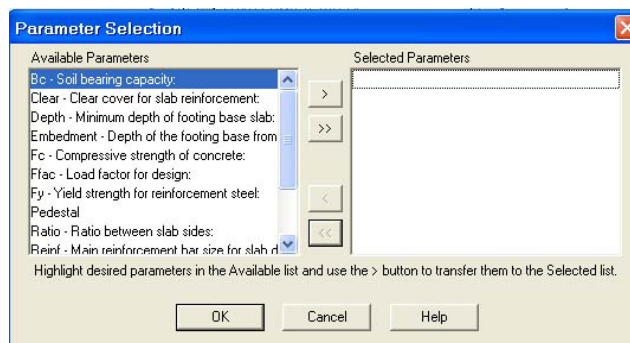 Parameter Selection
Available Parameters
Selected Parameters
Bc - Soil bearing capacity:
Clear - Clear cover for slab reinforcement:
Depth - Minimum depth of footing base slab:
Embedment - Depth of the footing base from
Fc - Compressive strength of concrete:
Ffac - Load factor for design:
Fy - Yield strength for reinforcement steel:
Pedestal
Ratio - Ratio between slab sides:
Reinf - Main reinforcement bar size for slab d
>
>>
<
<<
Highlight desired parameters in the Available list and use the > button to transfer them to the Selected list.
OK
Cancel
Help